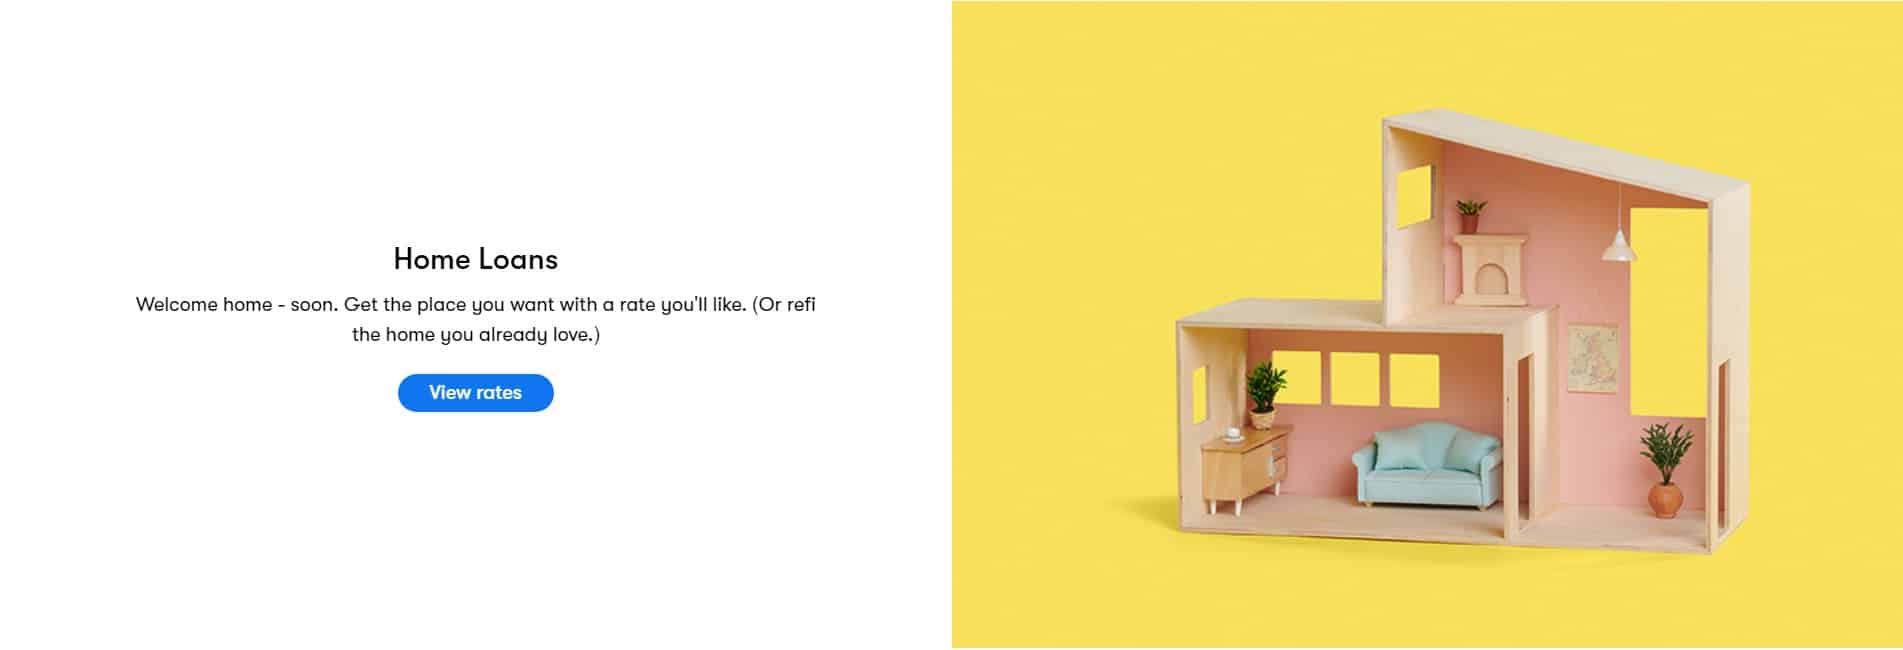 Home Loans
Welcome home - soon. Get the place you want with a rate you'll like. (Or refi
the home you already love.)
View rates